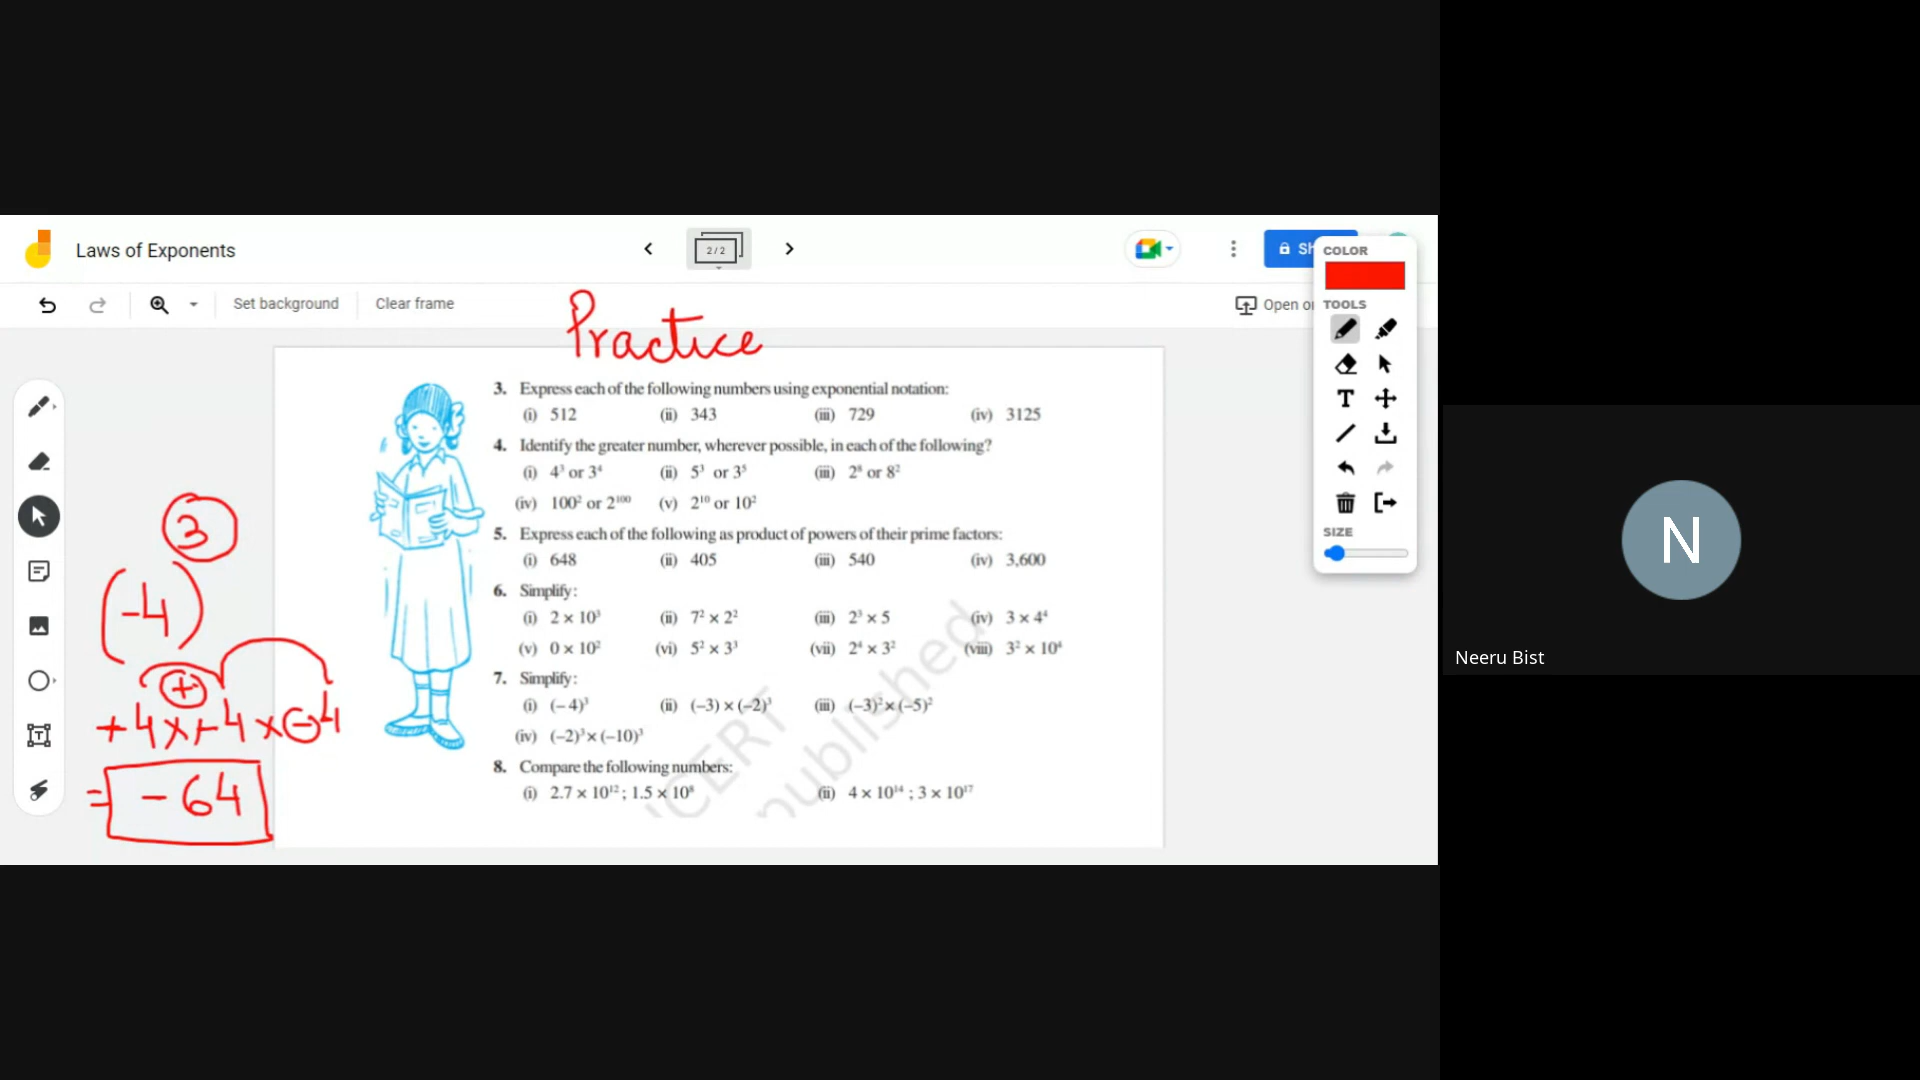 Laws of Exponents
2 / 2
Set background
Clear frame
Practice
COLOR
TOOLS
SIZE
3. Express each of the following numbers using exponential notation:
(i) 512 (ii) 343 (iii) 729 (iv) 3125
4. Identify the greater number, wherever possible, in each of the following?
(i) 4³ or 3⁴ (ii) 5³ or 3⁵ (iii) 2⁸ or 8²
(iv) 100² or 2¹⁰⁰ (v) 2¹⁰ or 10²
5. Express each of the following as product of powers of their prime factors:
(i) 648 (ii) 405 (iii) 540 (iv) 3,600
6. Simplify:
(i) 2 × 10³ (ii) 7² × 2² (iii) 2³ × 5 (iv) 3 × 4⁴
(v) 0 × 10² (vi) 5² × 3³ (vii) 2⁴ × 3² (viii) 3² × 10⁴
7. Simplify:
(i) (– 4)³ (ii) (–3) × (–2)³ (iii) (–3)² × (–5)²
(iv) (–2)³ × (–10)³
8. Compare the following numbers:
(i) 2.7 × 10¹² ; 1.5 × 10⁸ (ii) 4 × 10¹⁴ ; 3 × 10¹⁷
3
(-4)
+
+4×+4×-4
= -64
NCERT
published
N
Neeru Bist